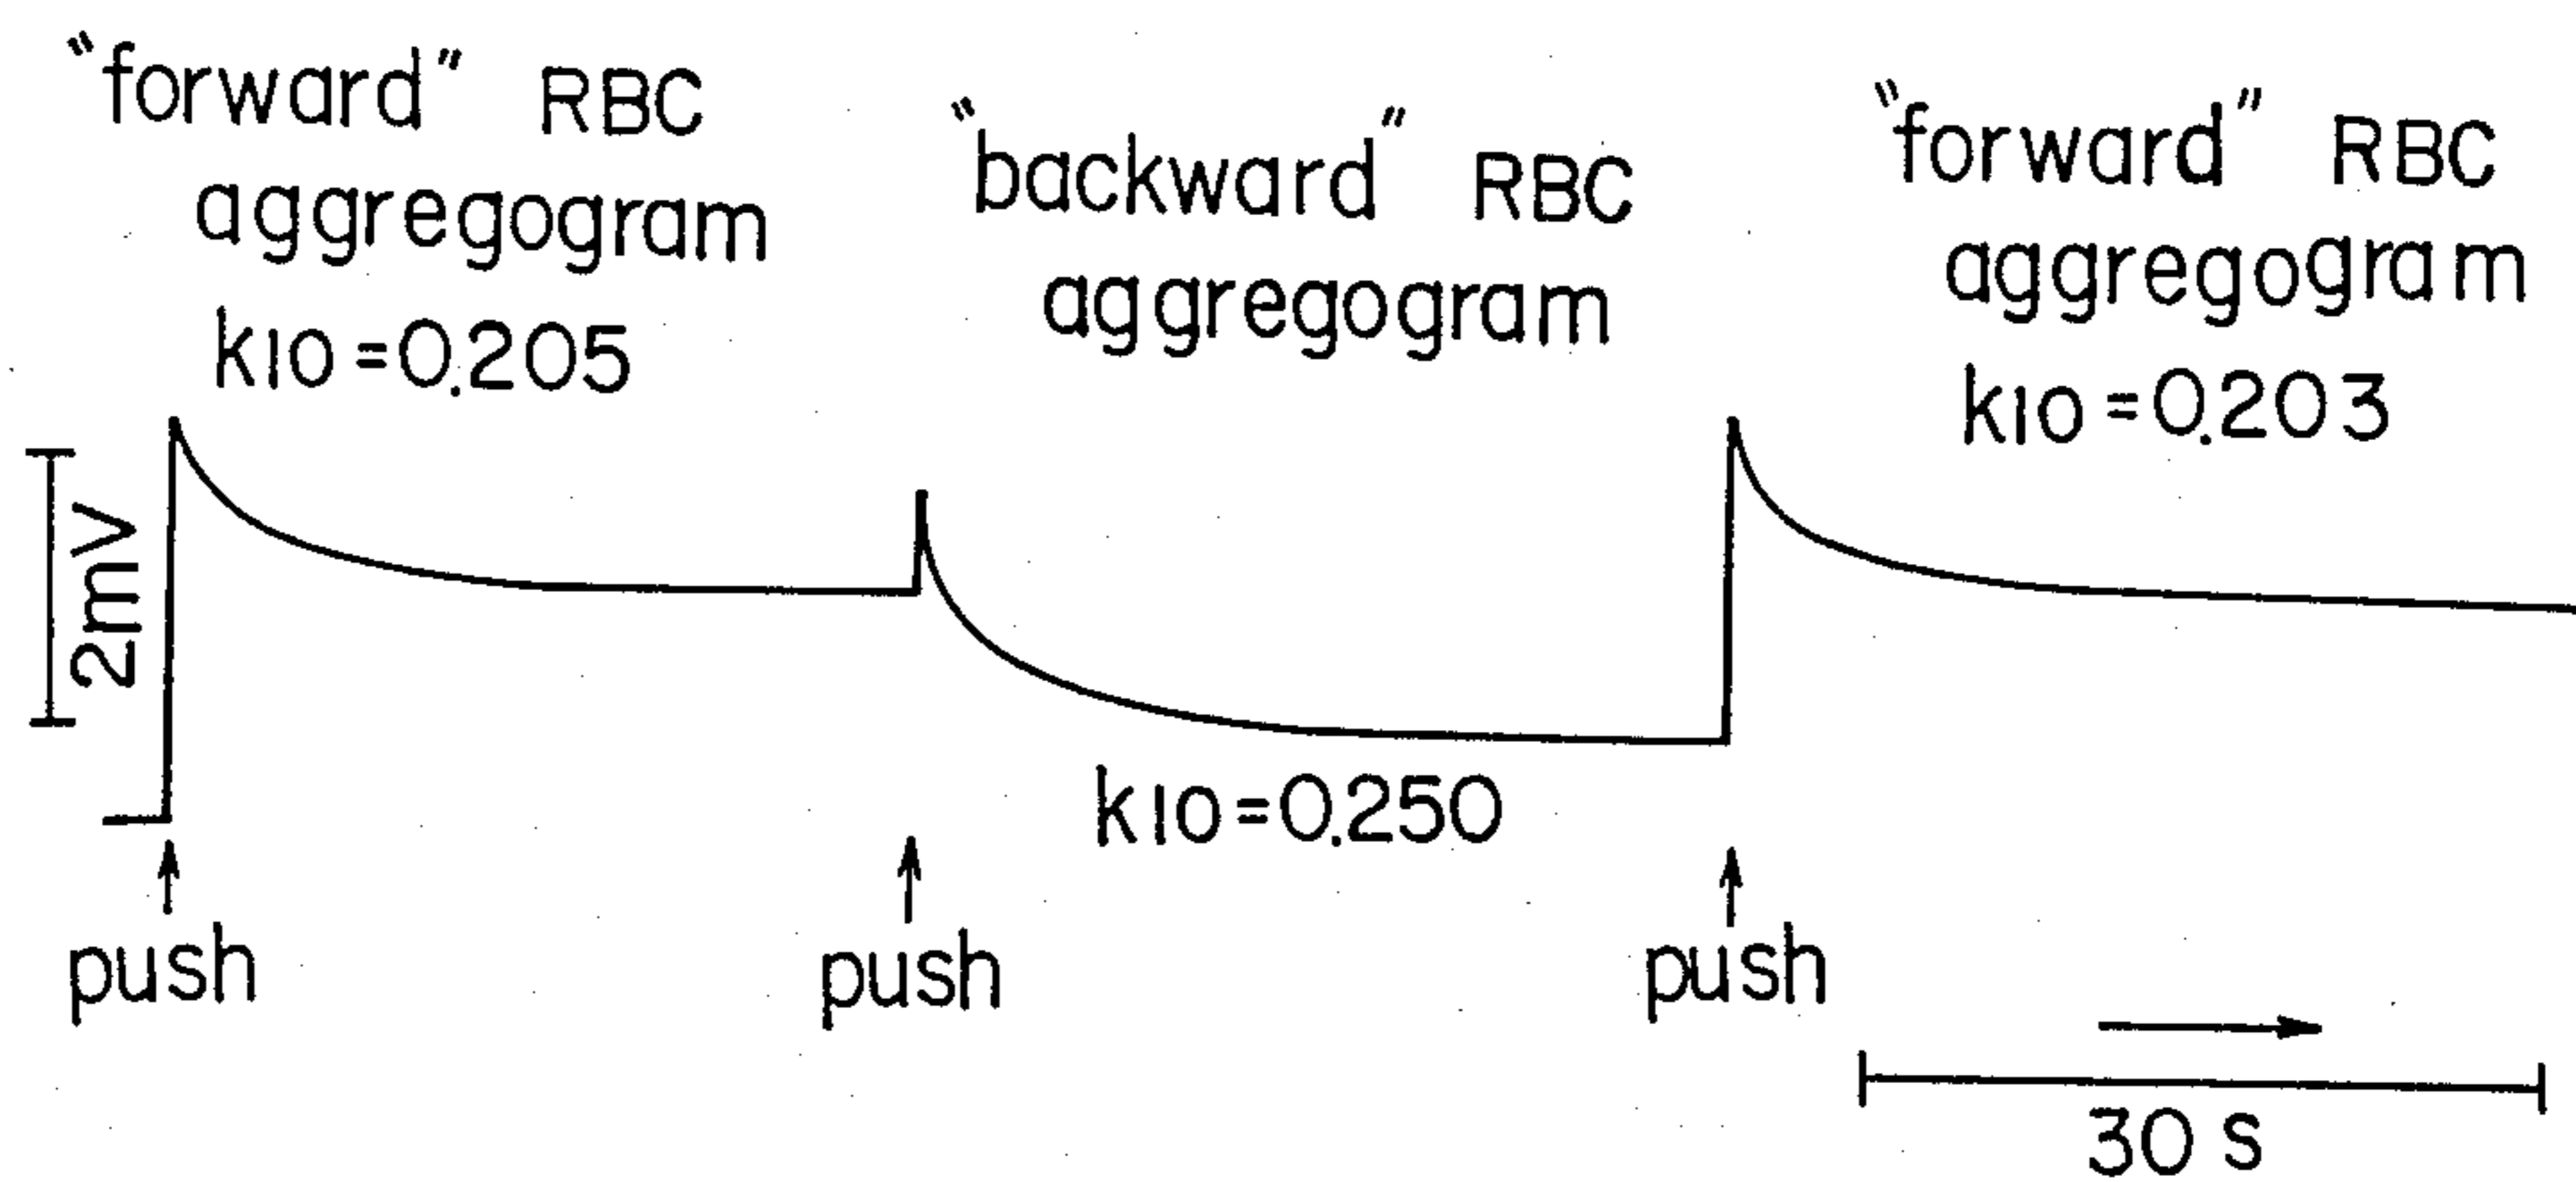 "forward" RBC
aggregogram
k10=0.205
"backward" RBC
aggregogram
"forward" RBC
aggregogram
k10=0.203
2mV
k10=0.250
push
push
push
30 s